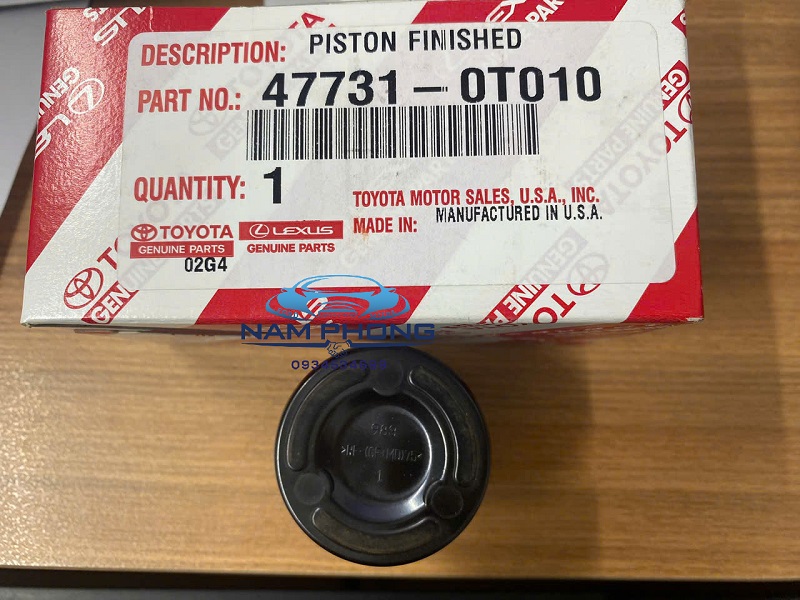 DESCRIPTION: PISTON FINISHED
PART NO.: 47731-0T010
QUANTITY: 1
TOYOTA MOTOR SALES, U.S.A., INC.
MADE IN: MANUFACTURED IN U.S.A.
TOYOTA
GENUINE PARTS
LEXUS
GENUINE PARTS
02G4
NAM PHONG
989